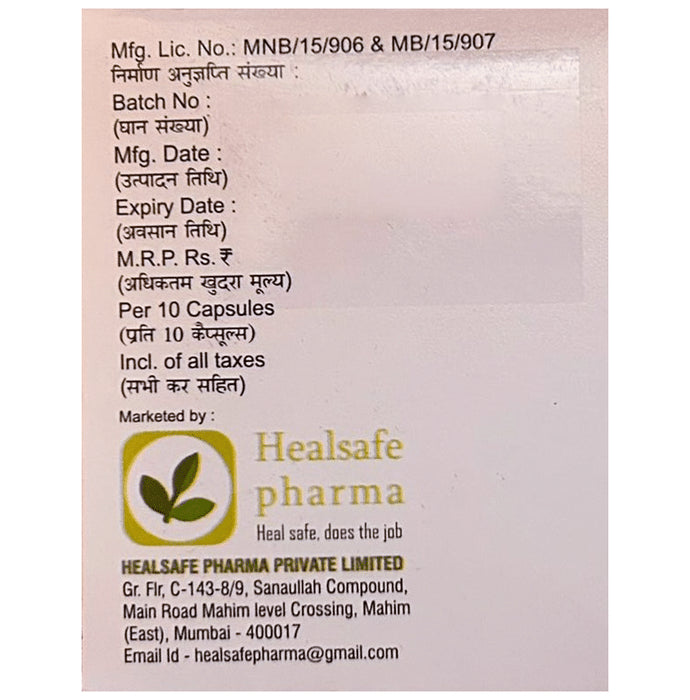 Mfg. Lic. No.: MNB/15/906 & MB/15/907
निर्माण अनुज्ञप्ति संख्या :
Batch No :
(घान संख्या)
Mfg. Date :
(उत्पादन तिथि)
Expiry Date :
(अवसान तिथि)
M.R.P. Rs. ₹
(अधिकतम खुदरा मूल्य)
Per 10 Capsules
(प्रति 10 कैप्सूल्स)
Incl. of all taxes
(सभी कर सहित)
Marketed by :
Healsafe
pharma
Heal safe, does the job
HEALSAFE PHARMA PRIVATE LIMITED
Gr. Flr, C-143-8/9, Sanaullah Compound,
Main Road Mahim level Crossing, Mahim
(East), Mumbai - 400017
Email Id - healsafepharma@gmail.com